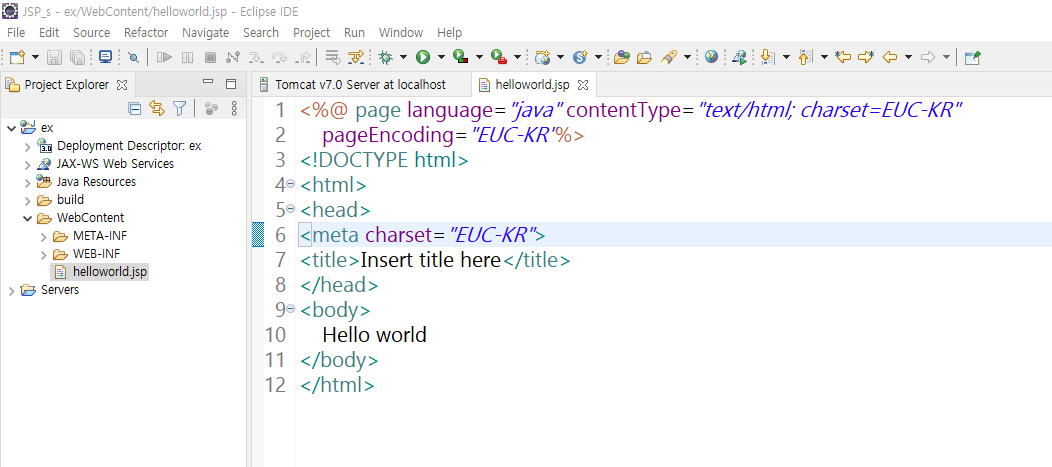 JSP_s - ex/WebContent/helloworld.jsp - Eclipse IDE
File Edit Source Refactor Navigate Search Project Run Window Help
Project Explorer
Tomcat v7.0 Server at localhost
helloworld.jsp
ex
3.0 Deployment Descriptor: ex
JAX-WS Web Services
Java Resources
build
WebContent
META-INF
WEB-INF
helloworld.jsp
Servers
1 <%@ page language="java" contentType="text/html; charset=EUC-KR"
2 pageEncoding="EUC-KR"%>
3 <!DOCTYPE html>
4 <html>
5 <head>
6 <meta charset="EUC-KR">
7 <title>Insert title here</title>
8 </head>
9 <body>
10 Hello world
11 </body>
12 </html>